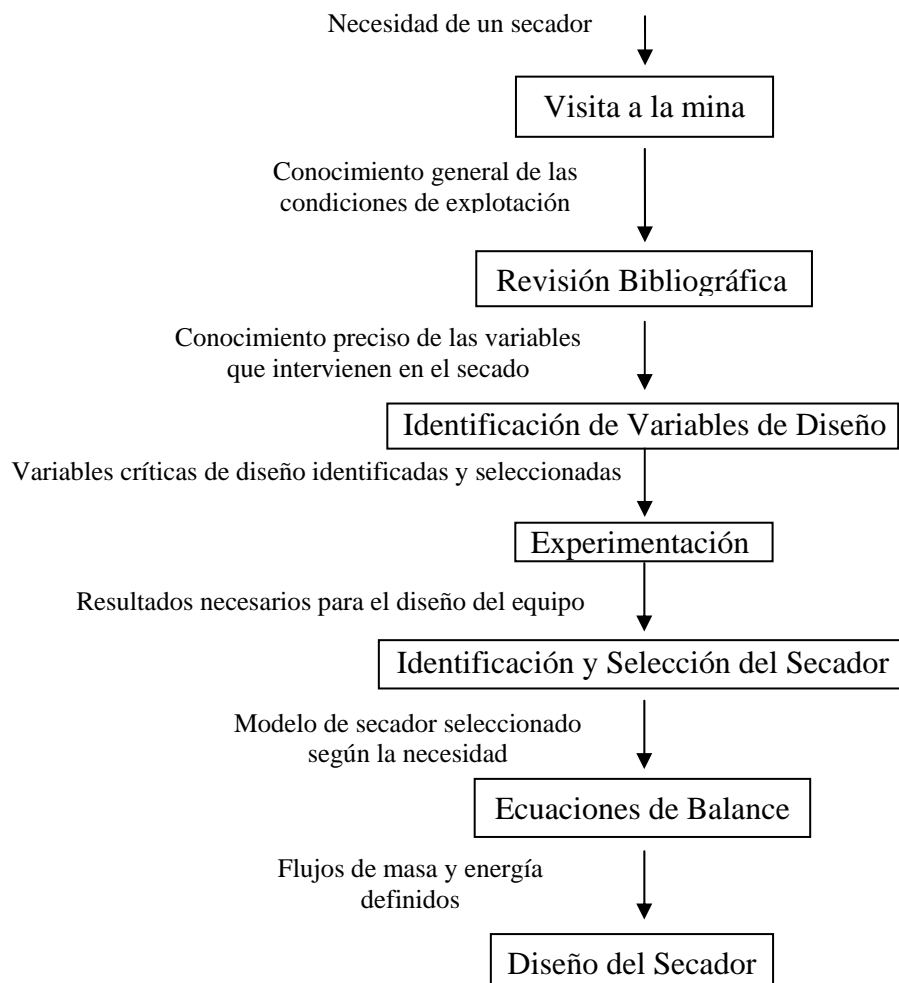 Necesidad de un secador
Visita a la mina
Conocimiento general de las
condiciones de explotación
Revisión Bibliográfica
Conocimiento preciso de las variables
que intervienen en el secado
Identificación de Variables de Diseño
Variables críticas de diseño identificadas y seleccionadas
Experimentación
Resultados necesarios para el diseño del equipo
Identificación y Selección del Secador
Modelo de secador seleccionado
según la necesidad
Ecuaciones de Balance
Flujos de masa y energía
definidos
Diseño del Secador